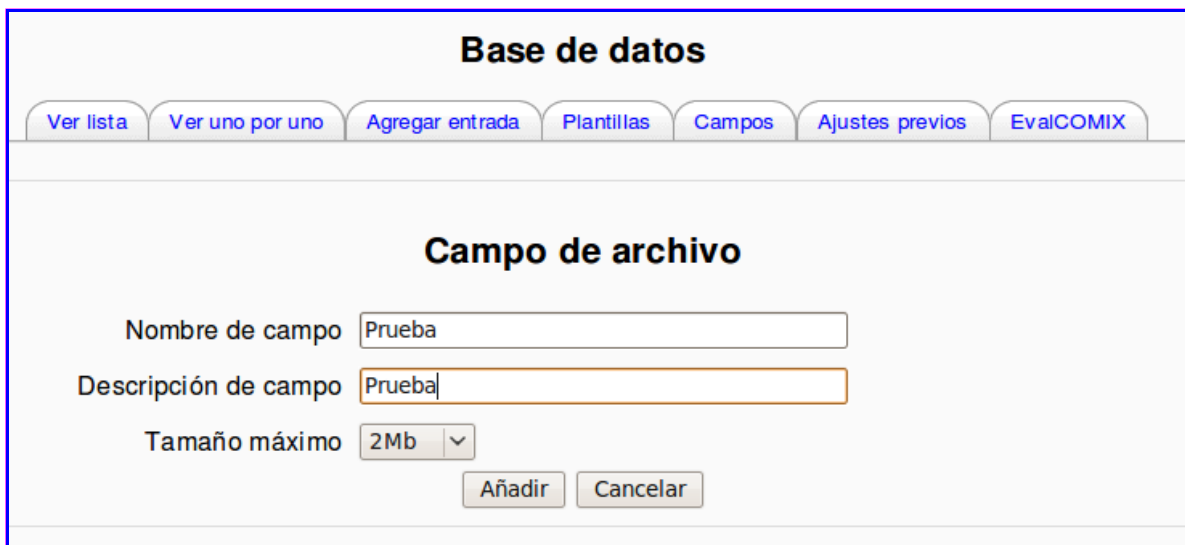 Base de datos
Ver lista Ver uno por uno Agregar entrada Plantillas Campos Ajustes previos EvalCOMIX
Campo de archivo
Nombre de campo Prueba
Descripción de campo Prueba
Tamaño máximo 2Mb
Añadir Cancelar